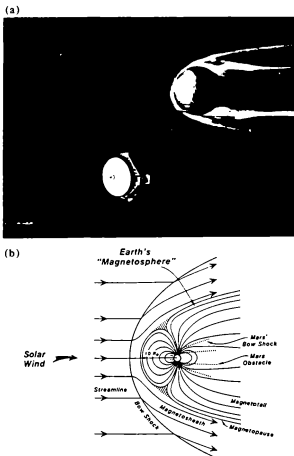 (a)
(b)
Earth's
"Magnetosphere"
Solar
Wind
Mars'
Bow Shock
Mars
Obstacle
Streamline
Bow Shock
Magnetosheath
Magnetotail
Magnetopause